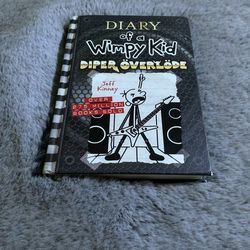 DIARY
of a
Wimpy Kid
DIPER ÖVERLÖDE
Jeff
Kinney
OVER
275 MILLION
BOOKS SOLD